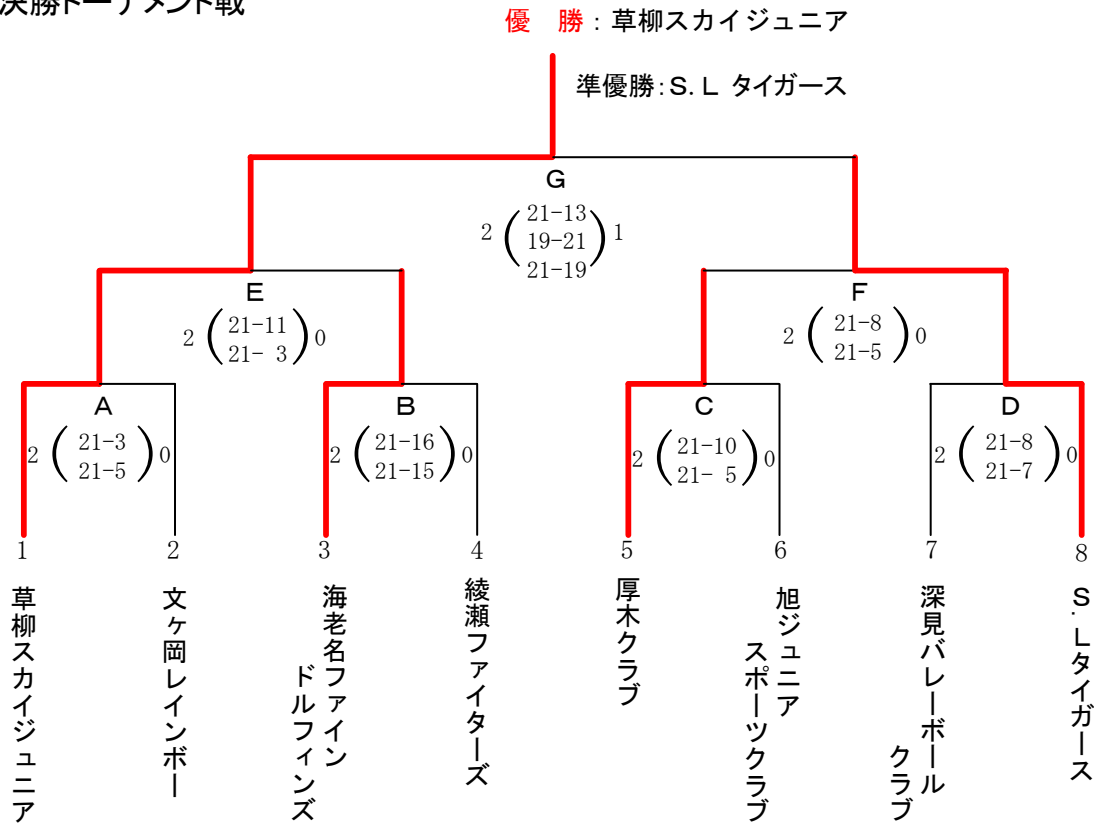 決勝トーナメント戦
優　勝：草柳スカイジュニア
準優勝：S. L タイガース
G
2 ( 21-13 ) 1
19-21
21-19
E
2 ( 21-11 ) 0
21- 3
F
2 ( 21-8 ) 0
21-5
A
2 ( 21-3 ) 0
21-5
B
2 ( 21-16 ) 0
21-15
C
2 ( 21-10 ) 0
21- 5
D
2 ( 21-8 ) 0
21-7
1
2
3
4
5
6
7
8
草柳スカイジュニア
文ヶ岡レインボー
海老名ファイン
ドルフィンズ
綾瀬ファイターズ
厚木クラブ
旭ジュニア
スポーツクラブ
深見バレーボール
クラブ
S. Lタイガース